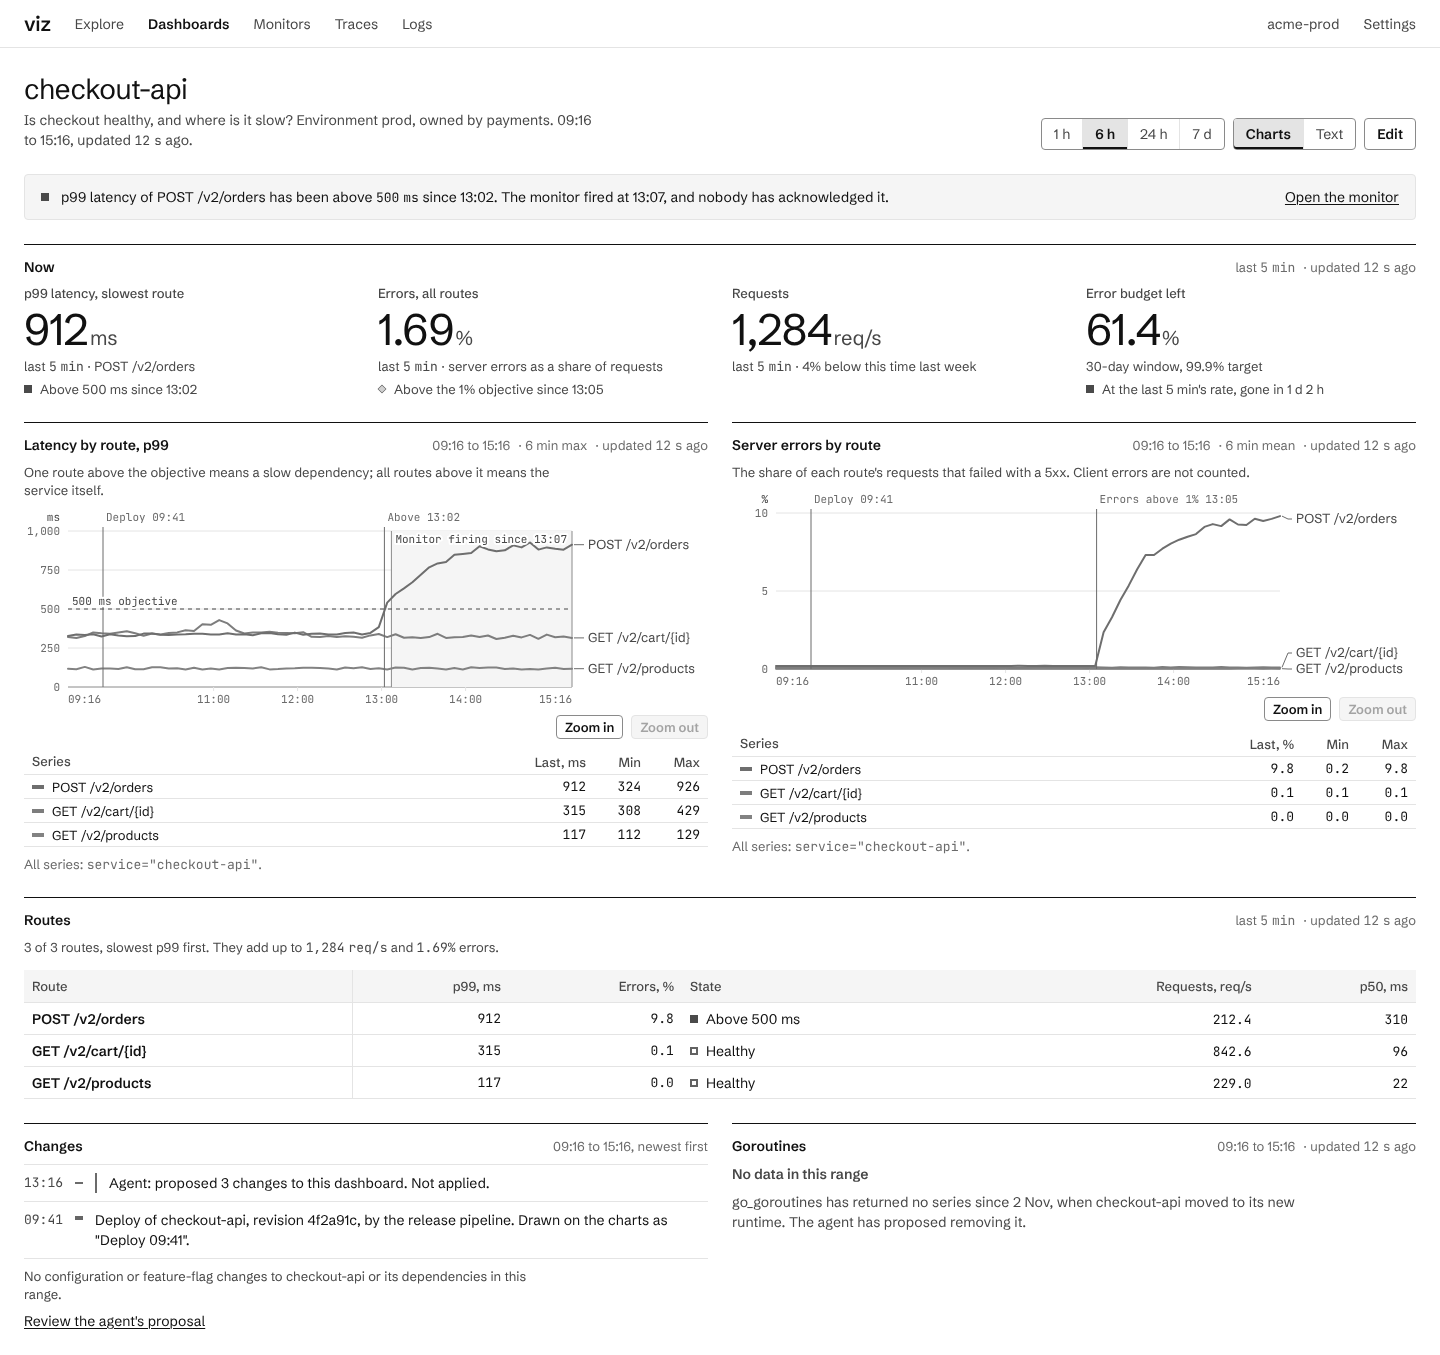 viz Explore Dashboards Monitors Traces Logs acme-prod Settings
checkout-api
Is checkout healthy, and where is it slow? Environment prod, owned by payments. 09:16
to 15:16, updated 12 s ago.
1 h 6 h 24 h 7 d Charts Text Edit
p99 latency of POST /v2/orders has been above 500 ms since 13:02. The monitor fired at 13:07, and nobody has acknowledged it. Open the monitor
Now last 5 min · updated 12 s ago
p99 latency, slowest route
912ms
last 5 min · POST /v2/orders
Above 500 ms since 13:02
Errors, all routes
1.69%
last 5 min · server errors as a share of requests
Above the 1% objective since 13:05
Requests
1,284req/s
last 5 min · 4% below this time last week
Error budget left
61.4%
30-day window, 99.9% target
At the last 5 min's rate, gone in 1 d 2 h
Latency by route, p99 09:16 to 15:16 · 6 min max · updated 12 s ago
One route above the objective means a slow dependency; all routes above it means the
service itself.
ms Deploy 09:41 Above 13:02
1,000
Monitor firing since 13:07
POST /v2/orders
750
500 ms objective
500
GET /v2/cart/{id}
250
GET /v2/products
0
09:16 11:00 12:00 13:00 14:00 15:16
Zoom in Zoom out
Series Last, ms Min Max
POST /v2/orders 912 324 926
GET /v2/cart/{id} 315 308 429
GET /v2/products 117 112 129
All series: service="checkout-api".
Server errors by route 09:16 to 15:16 · 6 min mean · updated 12 s ago
The share of each route's requests that failed with a 5xx. Client errors are not counted.
% Deploy 09:41 Errors above 1% 13:05
10
POST /v2/orders
5
GET /v2/cart/{id}
0 GET /v2/products
09:16 11:00 12:00 13:00 14:00 15:16
Zoom in Zoom out
Series Last, % Min Max
POST /v2/orders 9.8 0.2 9.8
GET /v2/cart/{id} 0.1 0.1 0.1
GET /v2/products 0.0 0.0 0.0
All series: service="checkout-api".
Routes last 5 min · updated 12 s ago
3 of 3 routes, slowest p99 first. They add up to 1,284 req/s and 1.69% errors.
Route p99, ms Errors, % State Requests, req/s p50, ms
POST /v2/orders 912 9.8 Above 500 ms 212.4 310
GET /v2/cart/{id} 315 0.1 Healthy 842.6 96
GET /v2/products 117 0.0 Healthy 229.0 22
Changes 09:16 to 15:16, newest first
13:16 Agent: proposed 3 changes to this dashboard. Not applied.
09:41 Deploy of checkout-api, revision 4f2a91c, by the release pipeline. Drawn on the charts as
"Deploy 09:41".
No configuration or feature-flag changes to checkout-api or its dependencies in this
range.
Review the agent's proposal
Goroutines 09:16 to 15:16 · updated 12 s ago
No data in this range
go_goroutines has returned no series since 2 Nov, when checkout-api moved to its new
runtime. The agent has proposed removing it.